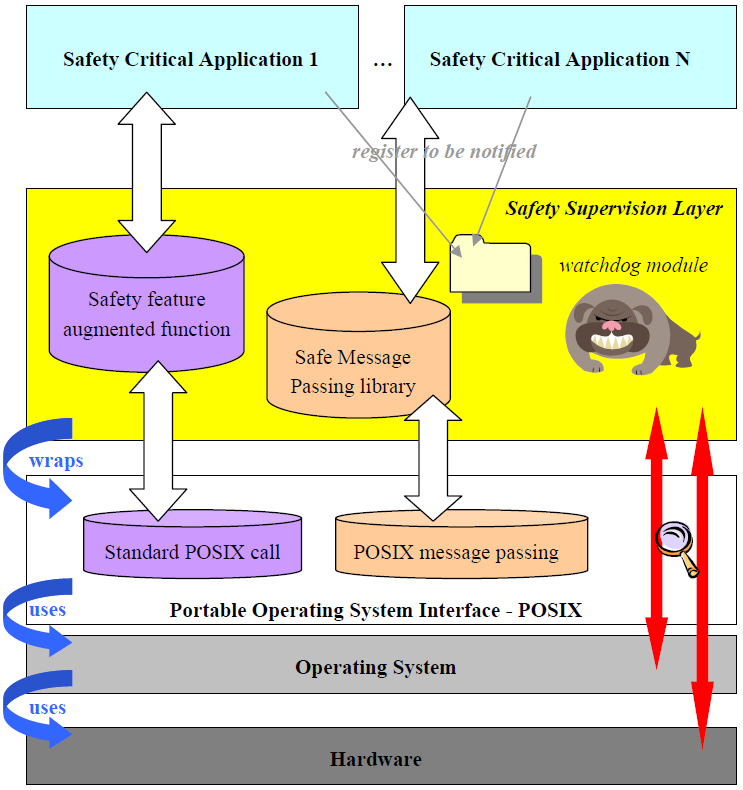 Safety Critical Application 1
...
Safety Critical Application N
register to be notified
Safety Supervision Layer
watchdog module
Safety feature
augmented function
Safe Message
Passing library
wraps
Standard POSIX call
POSIX message passing
uses
Portable Operating System Interface - POSIX
Operating System
uses
Hardware